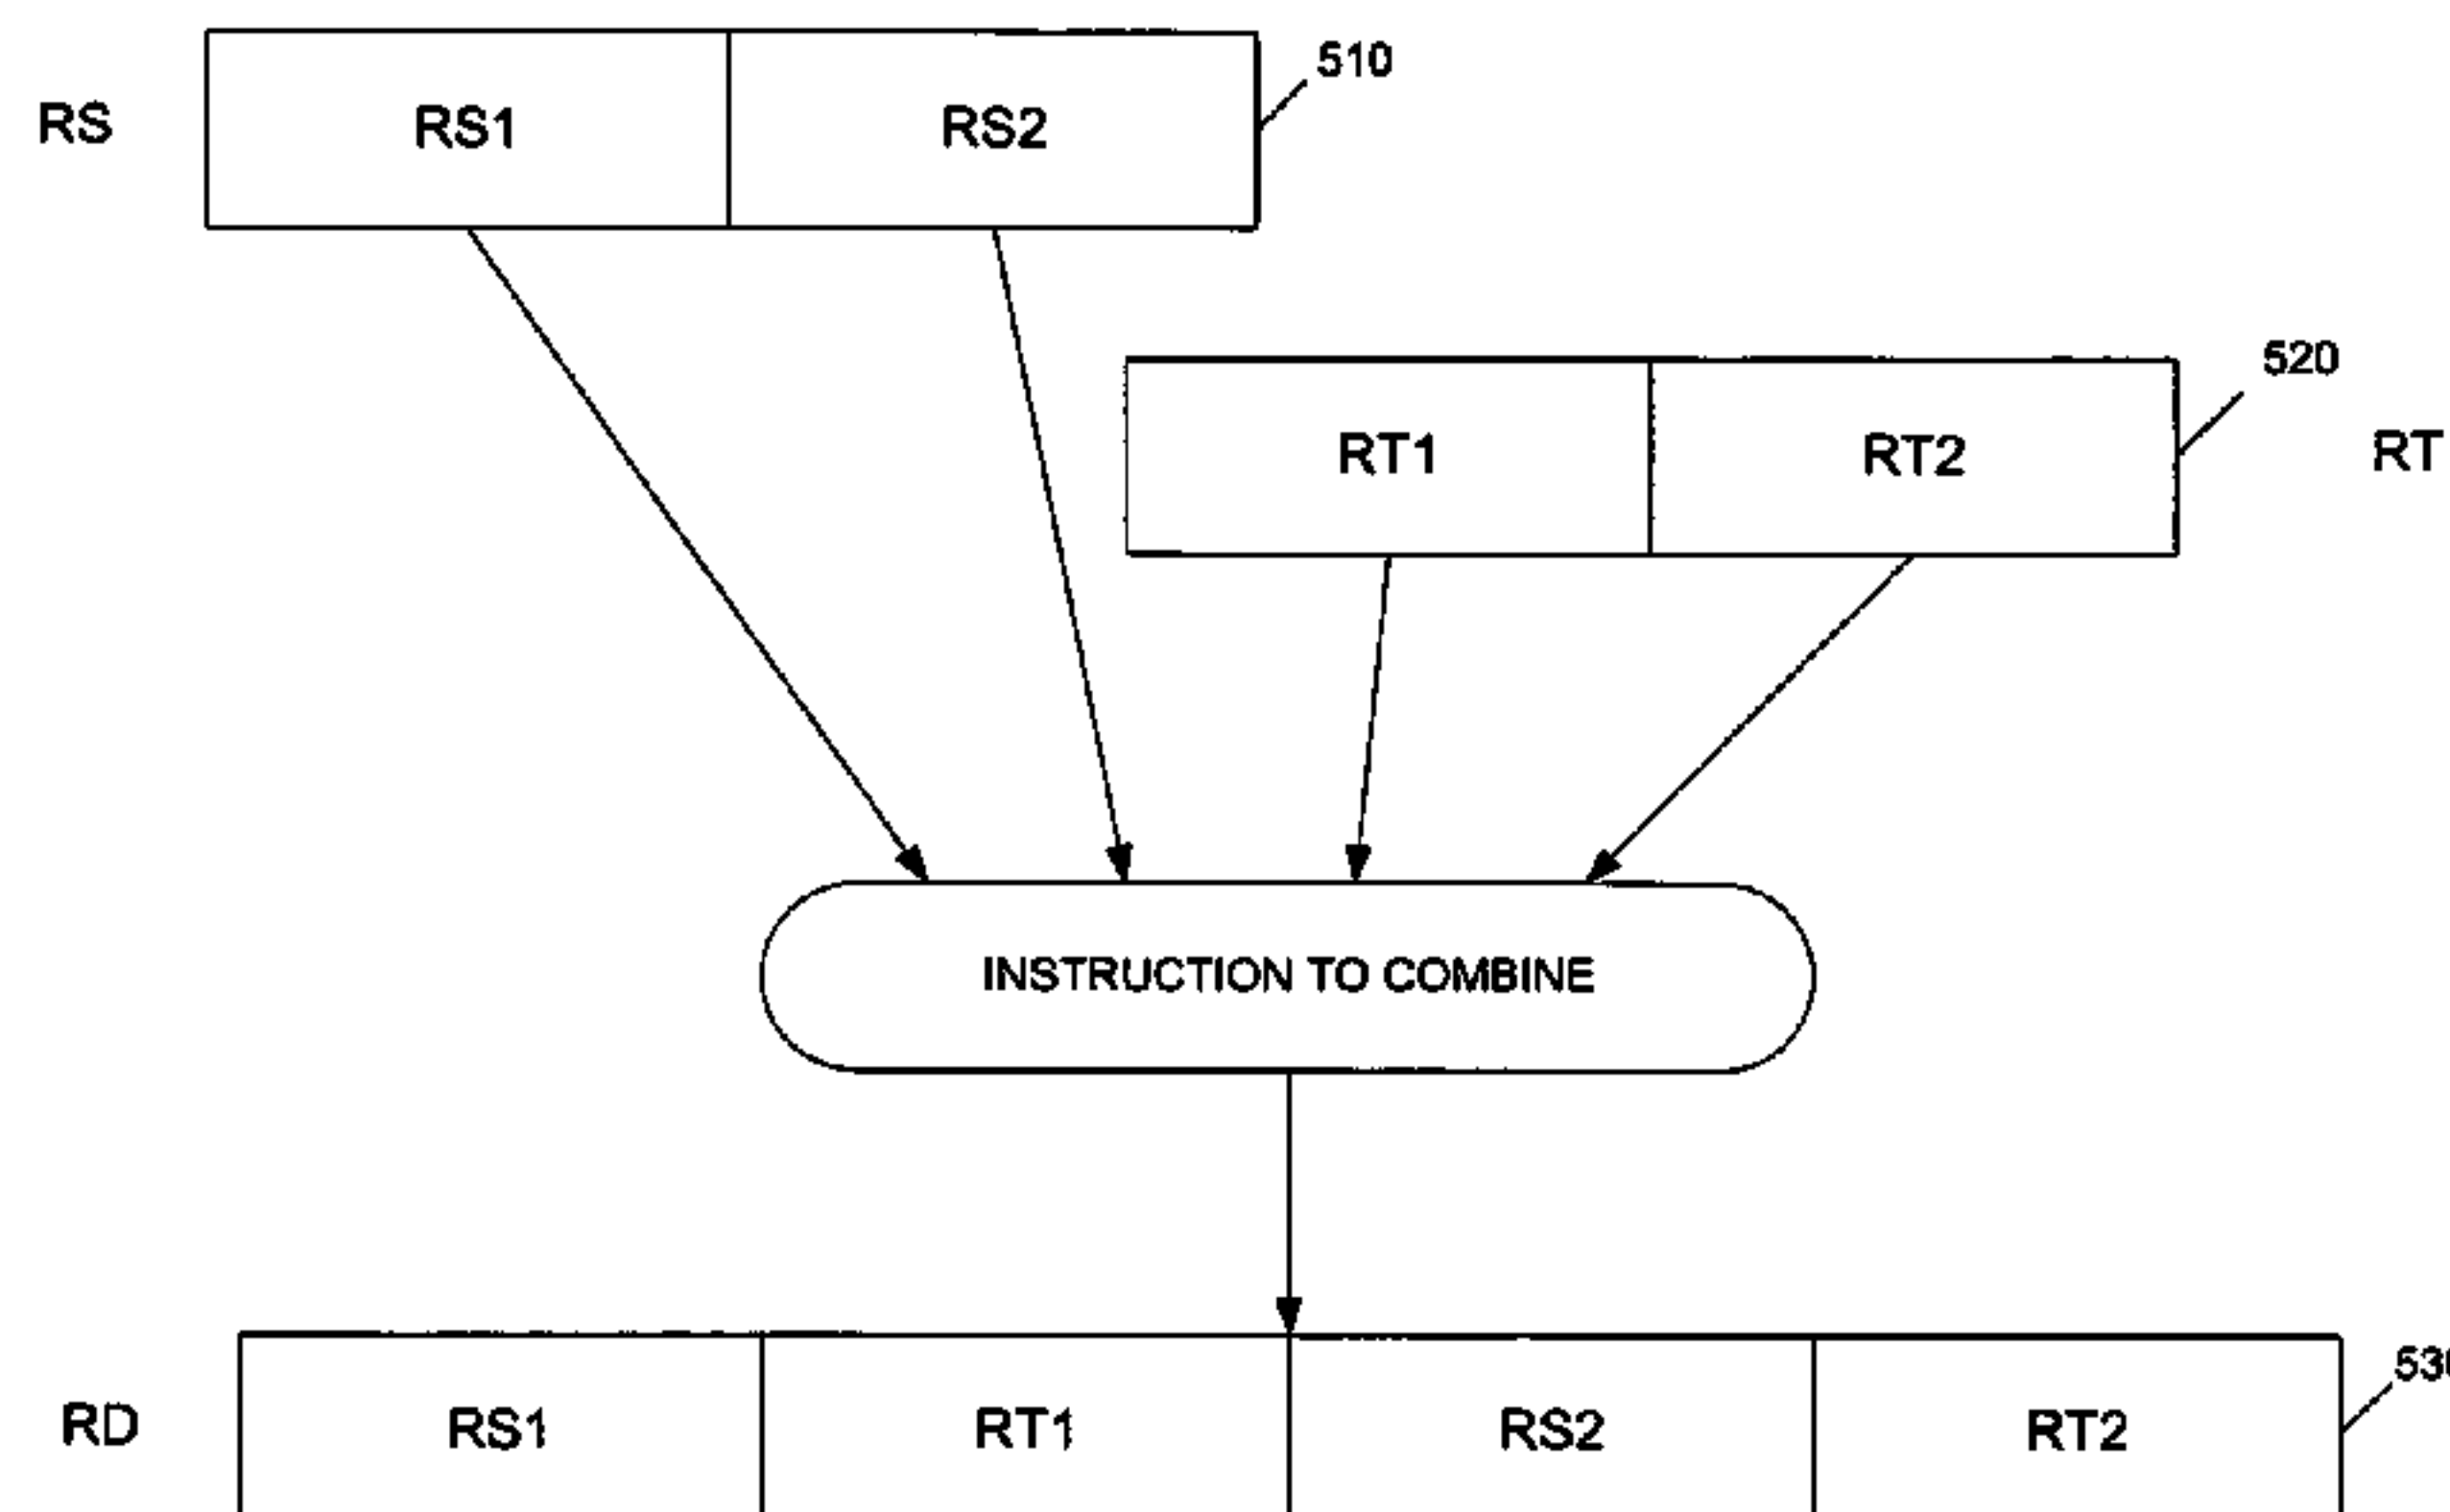 510
RS RS1 RS2
520
RT1 RT2 RT
INSTRUCTION TO COMBINE
RD RS1 RT1 RS2 RT2